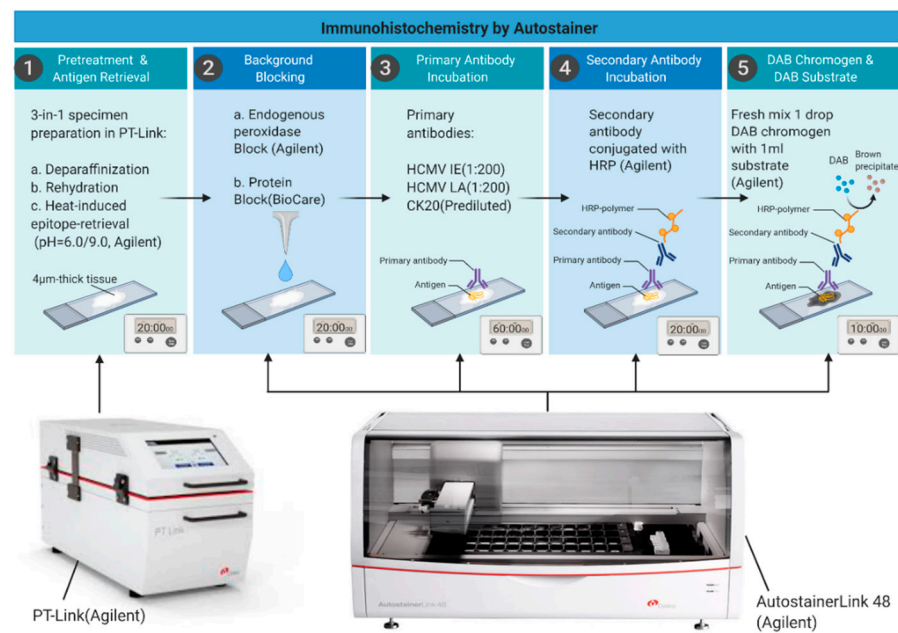 Immunohistochemistry by Autostainer
1
Pretreatment &
Antigen Retrieval
3-in-1 specimen
preparation in PT-Link:
a. Deparaffinization
b. Rehydration
c. Heat-induced
epitope-retrieval
(pH=6.0/9.0, Agilent)
4μm-thick tissue
20:00
00
2
Background
Blocking
a. Endogenous
peroxidase
Block (Agilent)
b. Protein
Block(BioCare)
20:00
00
3
Primary Antibody
Incubation
Primary
antibodies:
HCMV IE(1:200)
HCMV LA(1:200)
CK20(Prediluted)
Primary antibody
Antigen
60:00
00
4
Secondary Antibody
Incubation
Secondary
antibody
conjugated with
HRP (Agilent)
HRP-polymer
Secondary antibody
Primary antibody
Antigen
20:00
00
5
DAB Chromogen &
DAB Substrate
Fresh mix 1 drop
DAB chromogen
with 1ml
substrate
(Agilent)
DAB
Brown
precipitate
HRP-polymer
Secondary antibody
Primary antibody
Antigen
10:00
00
PT Link
PT-Link(Agilent)
AutostainerLink 48
AutostainerLink 48
(Agilent)